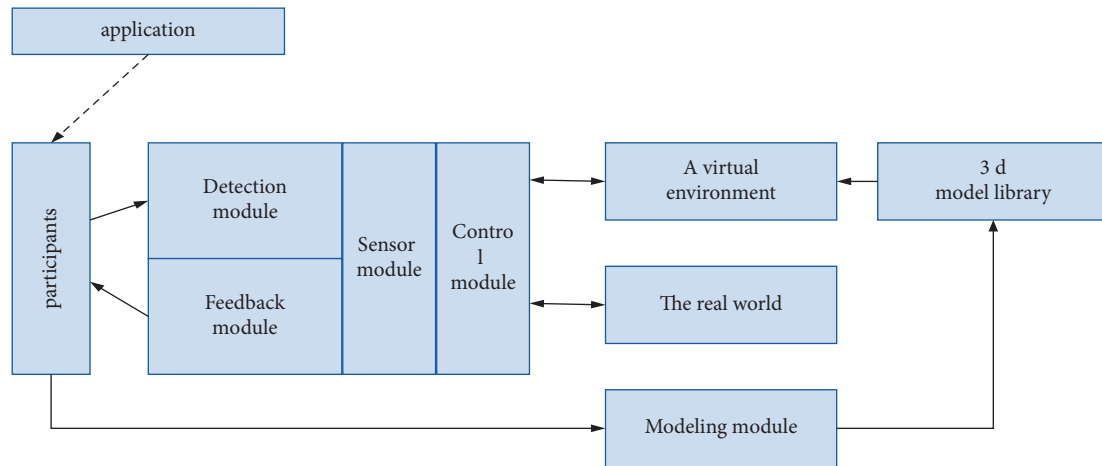 application
participants
Detection
module
Feedback
module
Sensor
module
Contro
l
module
A virtual
environment
3 d
model library
The real world
Modeling module